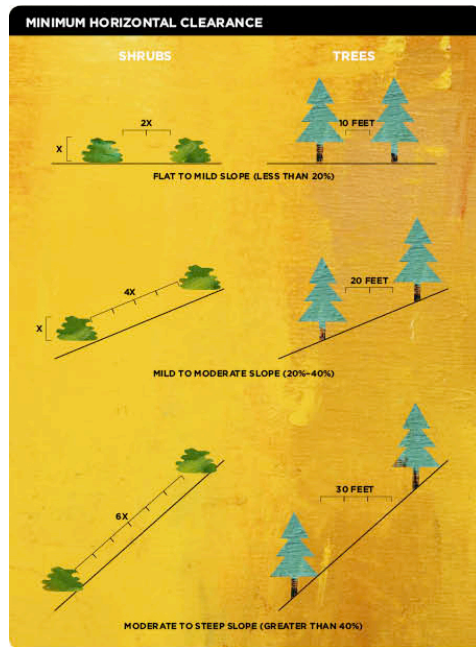 MINIMUM HORIZONTAL CLEARANCE
SHRUBS TREES
2X
10 FEET
X
FLAT TO MILD SLOPE (LESS THAN 20%)
4X
20 FEET
X
MILD TO MODERATE SLOPE (20%–40%)
6X
30 FEET
MODERATE TO STEEP SLOPE (GREATER THAN 40%)